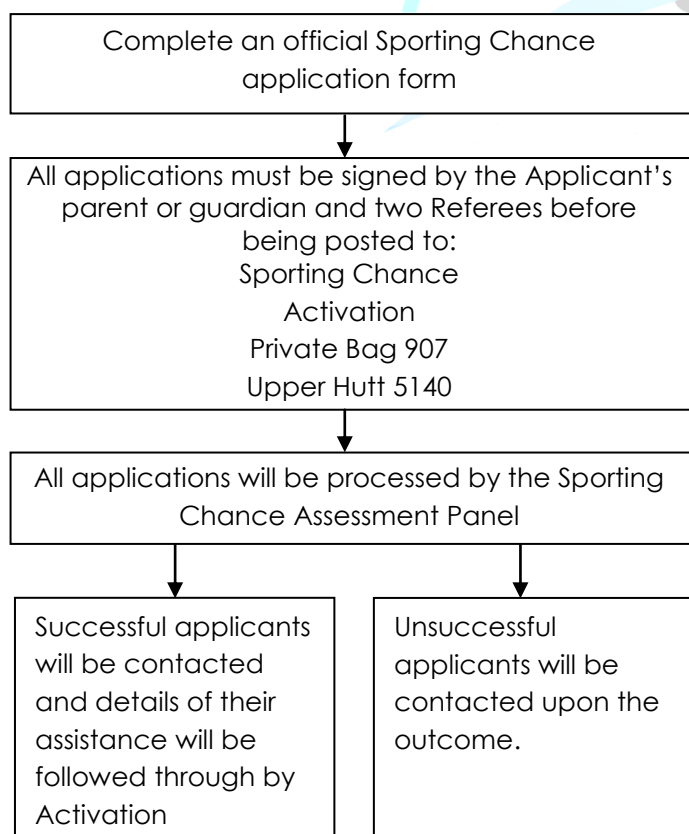 Complete an official Sporting Chance
application form
All applications must be signed by the Applicant's
parent or guardian and two Referees before
being posted to:
Sporting Chance
Activation
Private Bag 907
Upper Hutt 5140
All applications will be processed by the Sporting
Chance Assessment Panel
Successful applicants
will be contacted
and details of their
assistance will be
followed through by
Activation
Unsuccessful
applicants will be
contacted upon the
outcome.